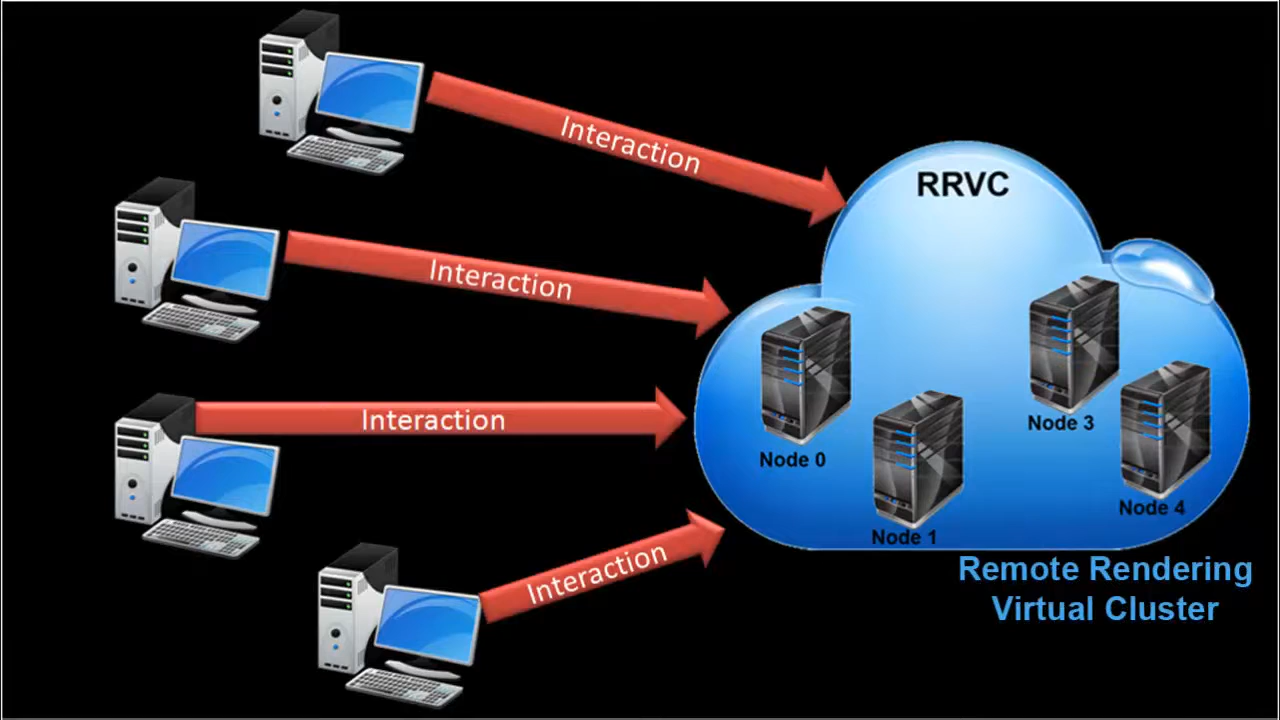 Interaction
RRVC
Interaction
Interaction
Interaction
Node 0
Node 1
Node 3
Node 4
Remote Rendering
Virtual Cluster